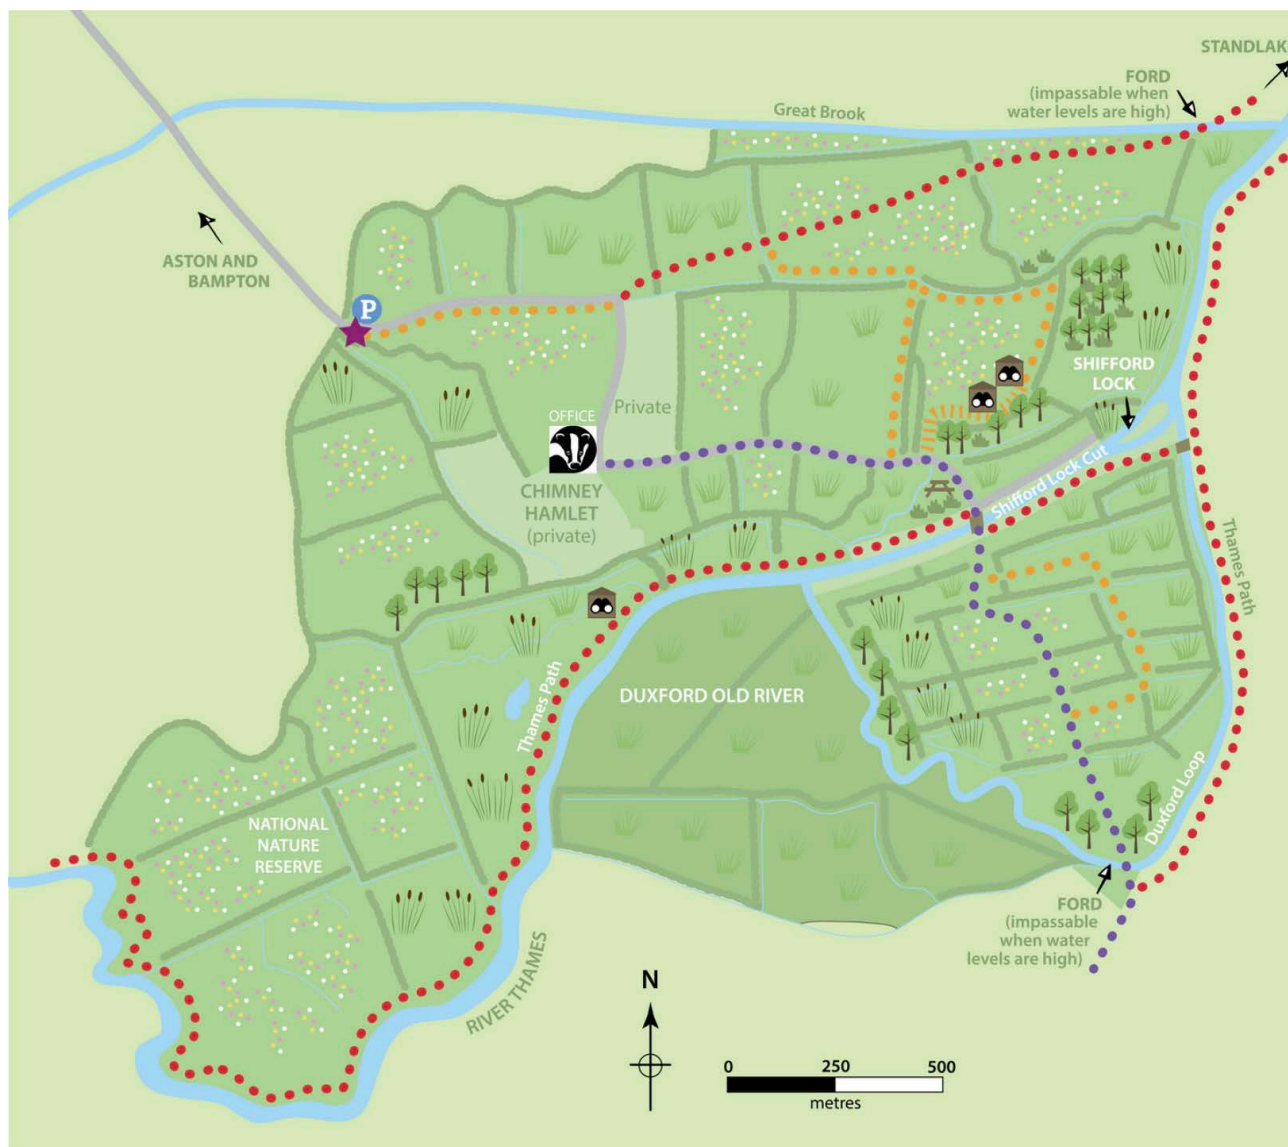 STANDLAK
FORD
(impassable when
water levels are high)
Great Brook
ASTON AND
BAMPTON
P
SHIFFORD
LOCK
Private
OFFICE
CHIMNEY
HAMLET
(private)
Shifford Lock Cut
Thames Path
Thames Path
DUXFORD OLD RIVER
Duxford Loop
NATIONAL
NATURE
RESERVE
FORD
(impassable
when water
levels are high)
RIVER THAMES
N
0 250 500
metres